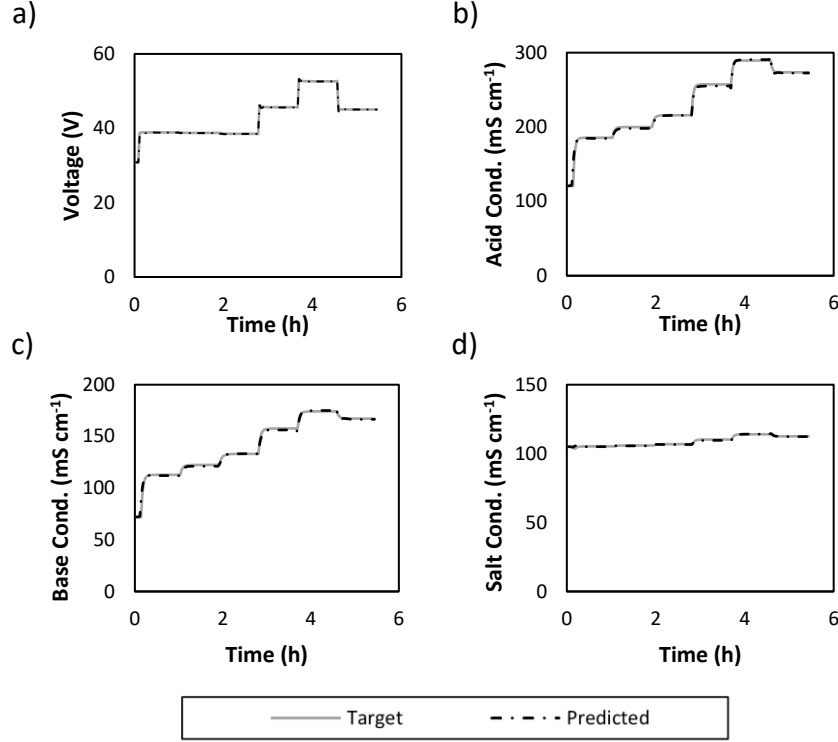 a)
60
40
20
0
Voltage (V)
0 2 4 6
Time (h)
b)
300
200
100
0
Acid Cond. (mS cm⁻¹)
0 2 4 6
Time (h)
c)
200
150
100
50
0
Base Cond. (mS cm⁻¹)
0 2 4 6
Time (h)
d)
150
100
50
0
Salt Cond. (mS cm⁻¹)
0 2 4 6
Time (h)
Target Predicted